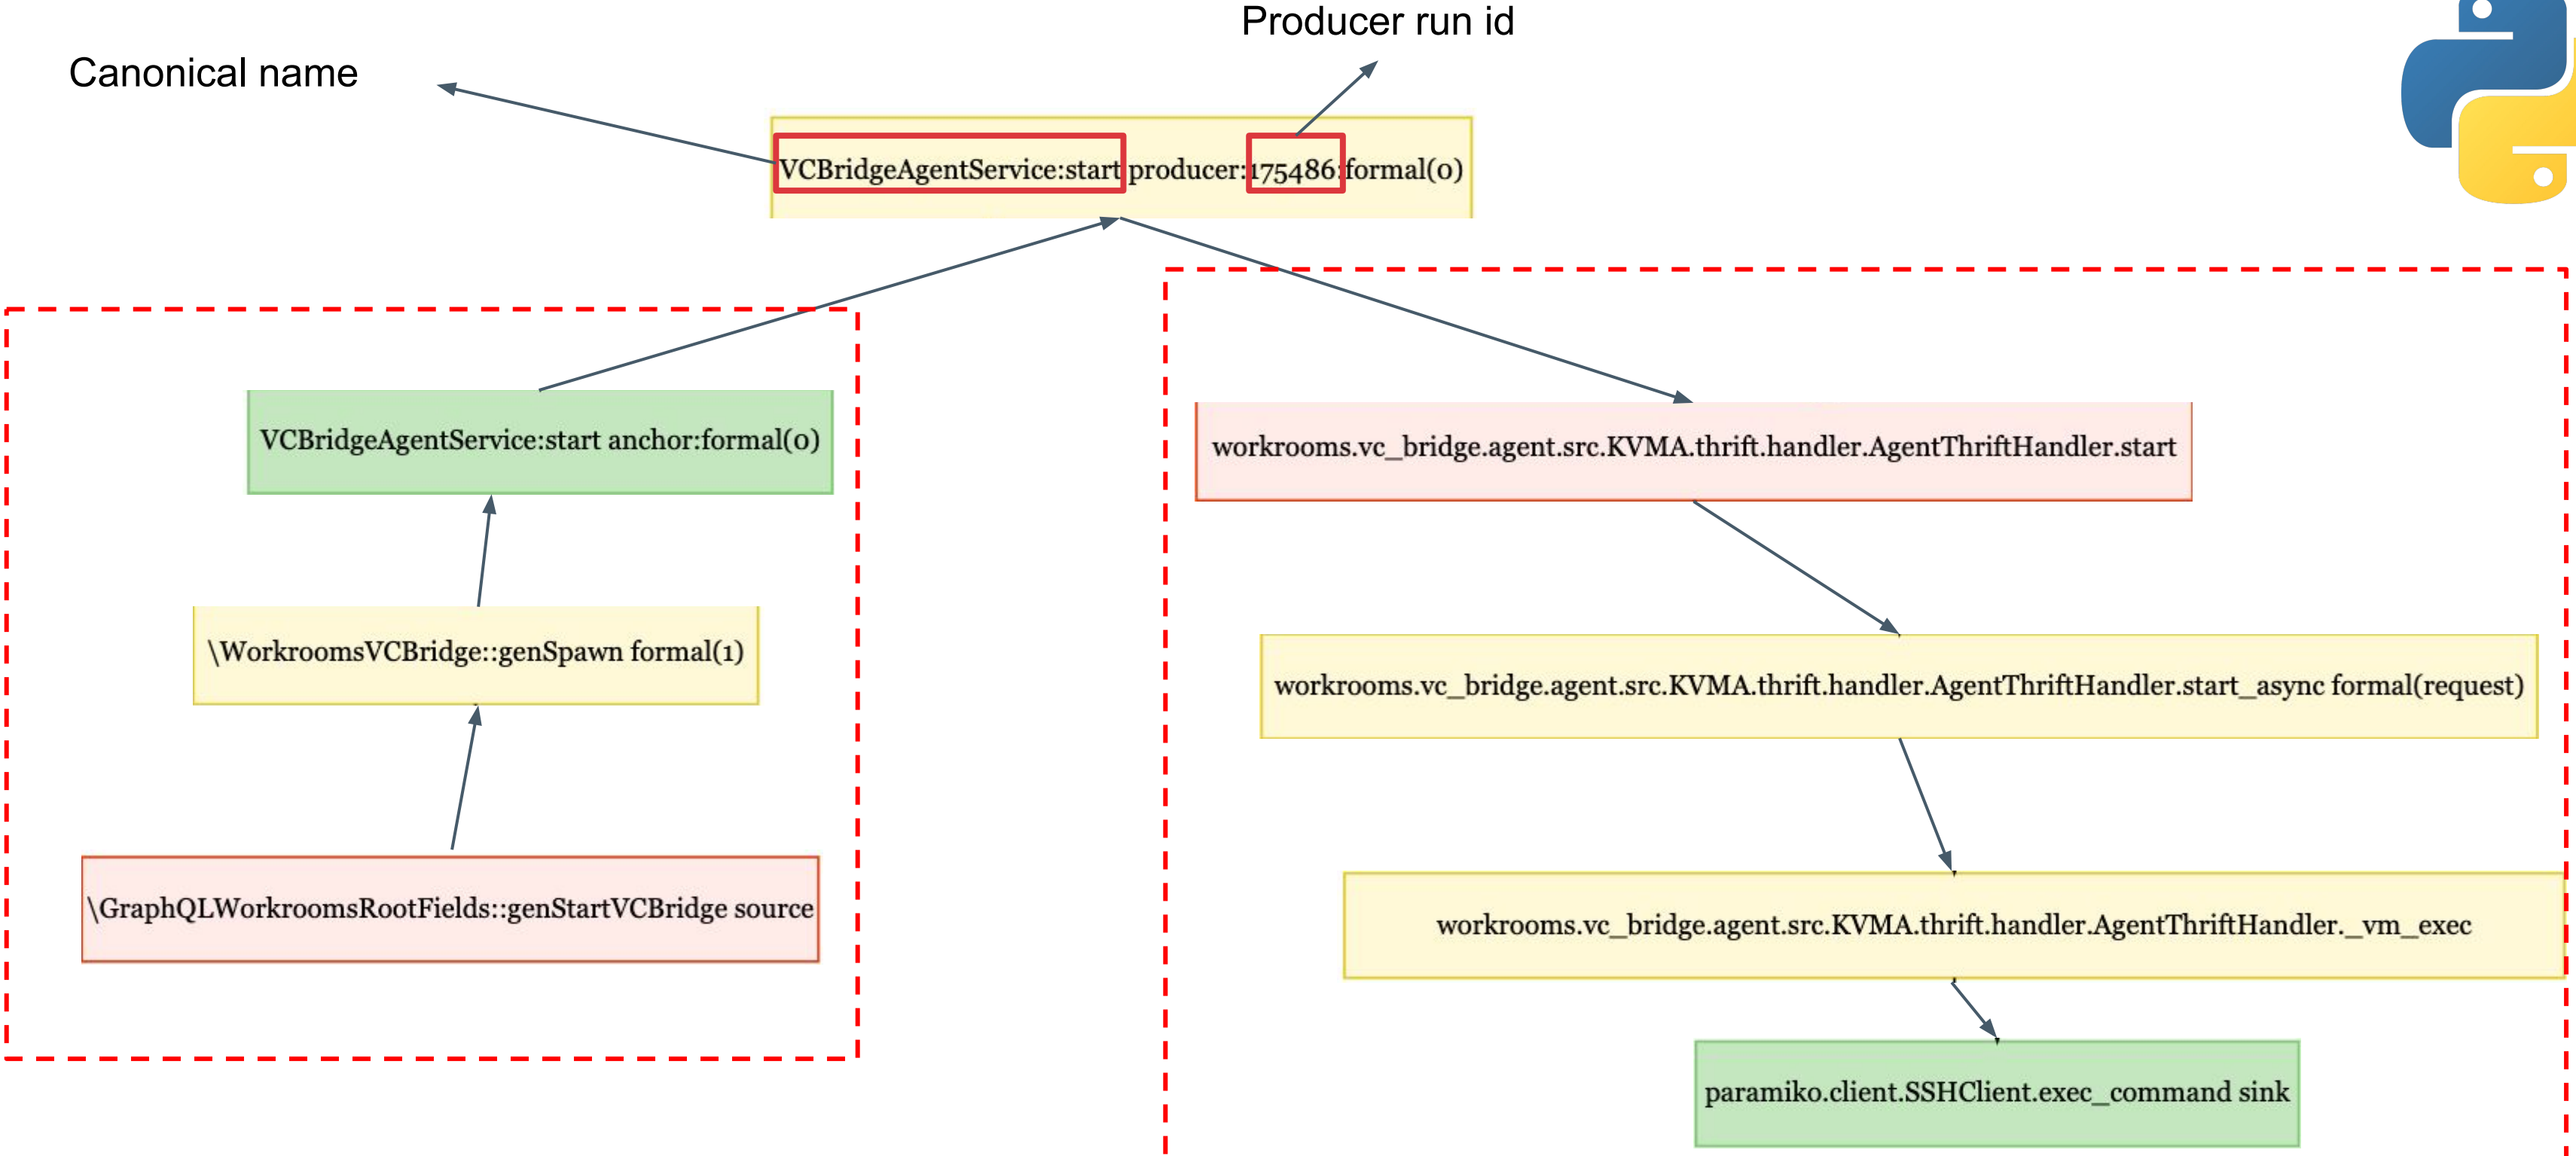 Producer run id
Canonical name
VCBridgeAgentService:start producer:175486:formal(0)
VCBridgeAgentService:start anchor:formal(0)
\WorkroomsVCBridge::genSpawn formal(1)
\GraphQLWorkroomsRootFields::genStartVCBridge source
workrooms.vc_bridge.agent.src.KVMA.thrift.handler.AgentThriftHandler.start
workrooms.vc_bridge.agent.src.KVMA.thrift.handler.AgentThriftHandler.start_async formal(request)
workrooms.vc_bridge.agent.src.KVMA.thrift.handler.AgentThriftHandler._vm_exec
paramiko.client.SSHClient.exec_command sink